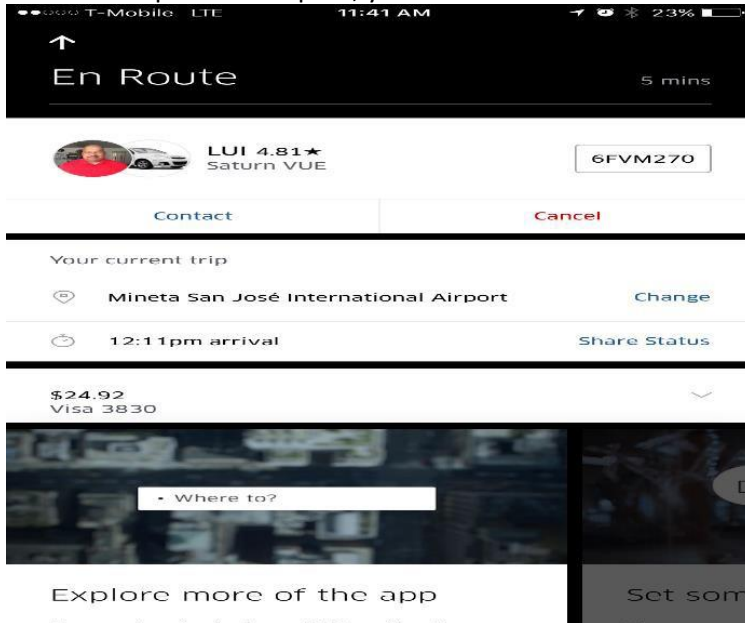 T-Mobile LTE 11:41 AM 23%
En Route 5 mins
LUI 4.81★ 6FVM270
Saturn VUE
Contact Cancel
Your current trip
Mineta San José International Airport Change
12:11pm arrival Share Status
$24.92
Visa 3830
Where to?
Explore more of the app Set som